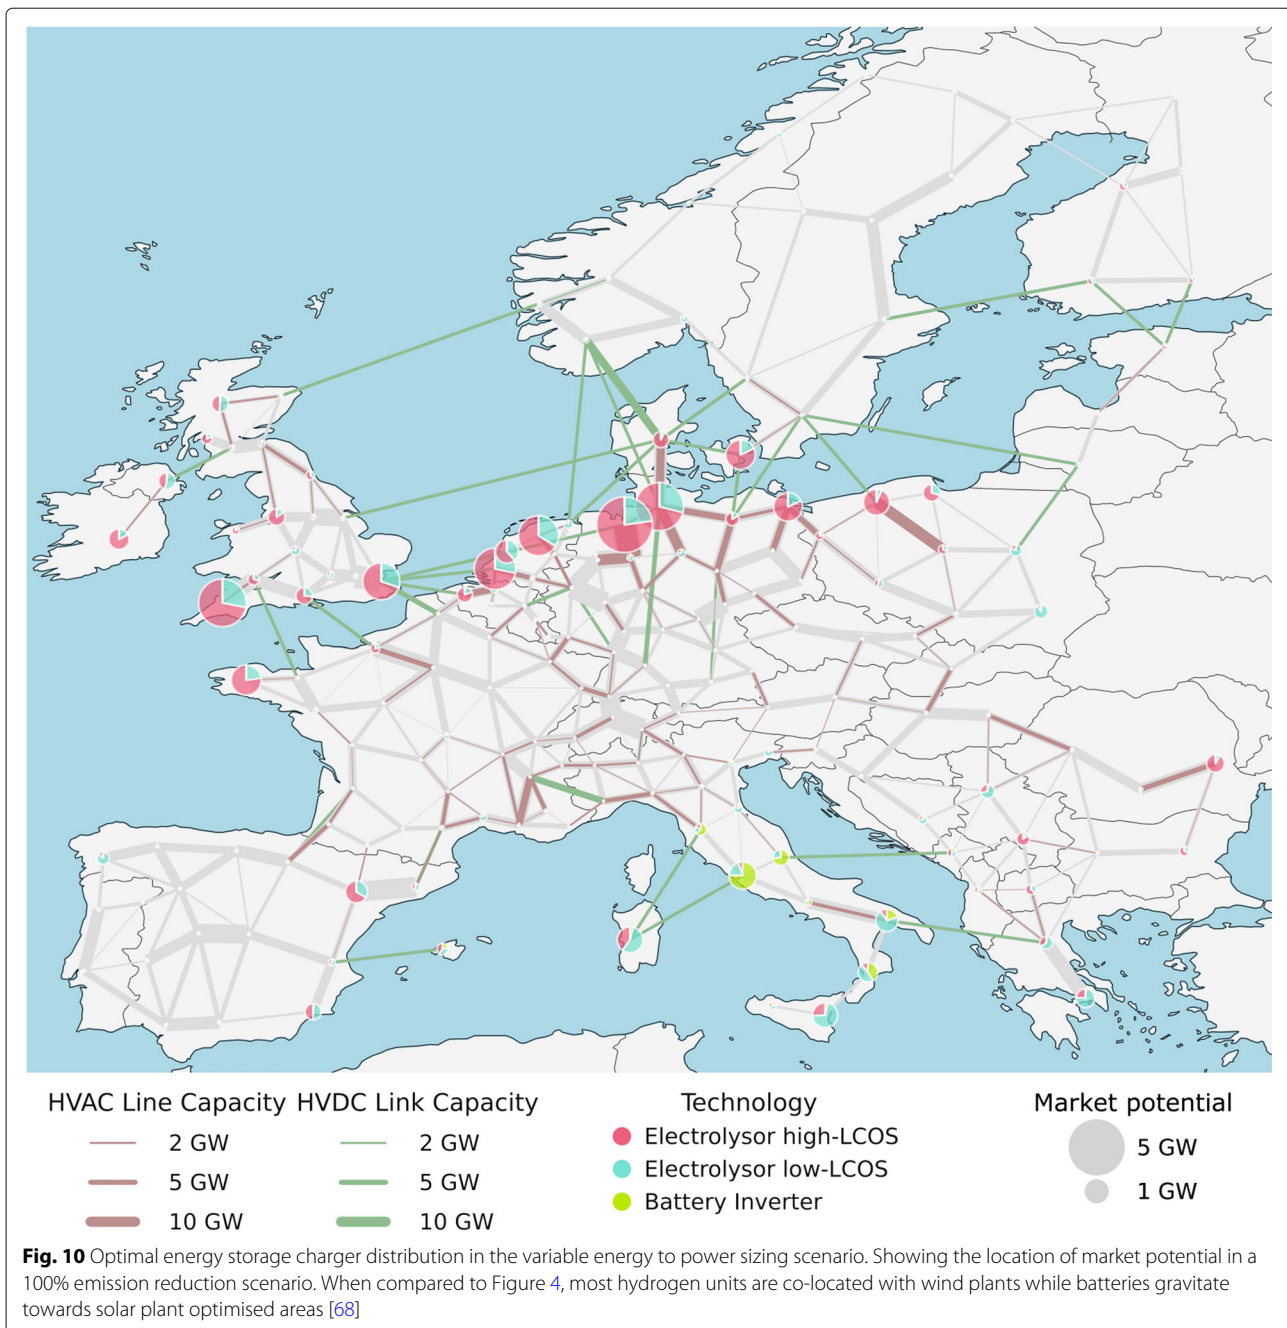 HVAC Line Capacity
2 GW
5 GW
10 GW
HVDC Link Capacity
2 GW
5 GW
10 GW
Technology
Electrolysor high-LCOS
Electrolysor low-LCOS
Battery Inverter
Market potential
5 GW
1 GW
Fig. 10 Optimal energy storage charger distribution in the variable energy to power sizing scenario. Showing the location of market potential in a
100% emission reduction scenario. When compared to Figure 4, most hydrogen units are co-located with wind plants while batteries gravitate
towards solar plant optimised areas [68]